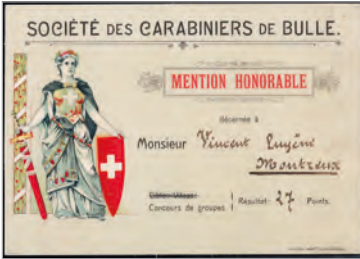 SOCIÉTÉ DES CARABINIERS DE BULLE.
MENTION HONORABLE
décernée à
Monsieur Vincent Eugène
Montreux
Concours de groupes Résultat: 27 Points.